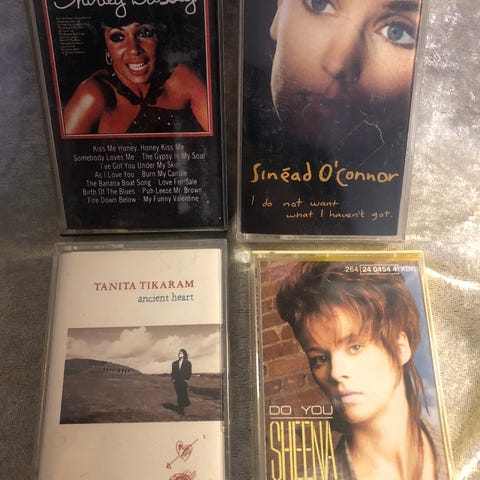 Shirley Bassey
Kiss Me Honey, Honey Kiss Me
Somebody Loves Me The Gypsy In My Soul
I've Got You Under My Skin
As I Love You Burn My Candle
The Banana Boat Song Love For Sale
Birth Of The Blues Puh-Leeze Mr. Brown
Fire Down Below My Funny Valentine
Sinéad O'Connor
I do not want
what I haven't got.
TANITA TIKARAM
ancient heart
264 24 0454 4 XDR
DO YOU
SHEENA